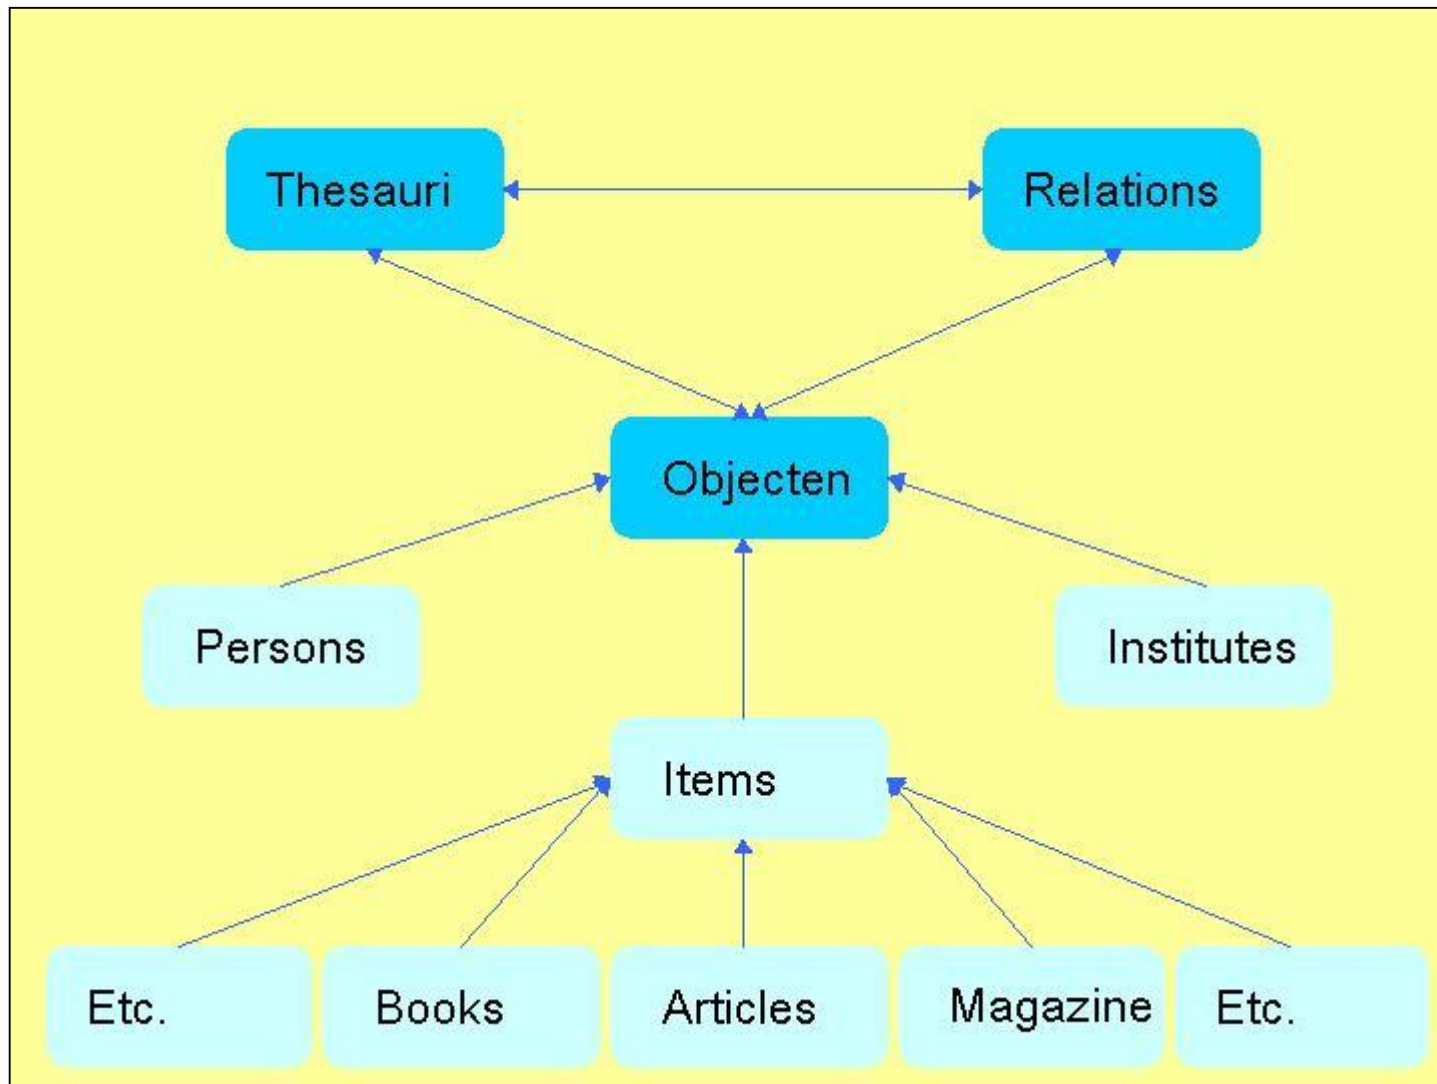 Thesauri
Relations
Objecten
Persons
Institutes
Items
Etc.
Books
Articles
Magazine
Etc.